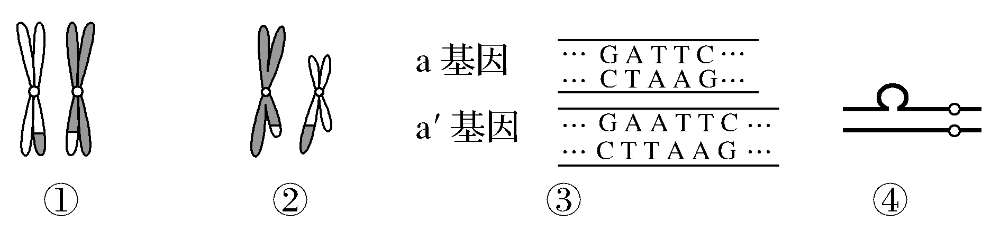 a 基因
… G A T T C …
… C T A A G …
a′ 基因
… G A A T T C …
… C T T A A G …
① ② ③ ④